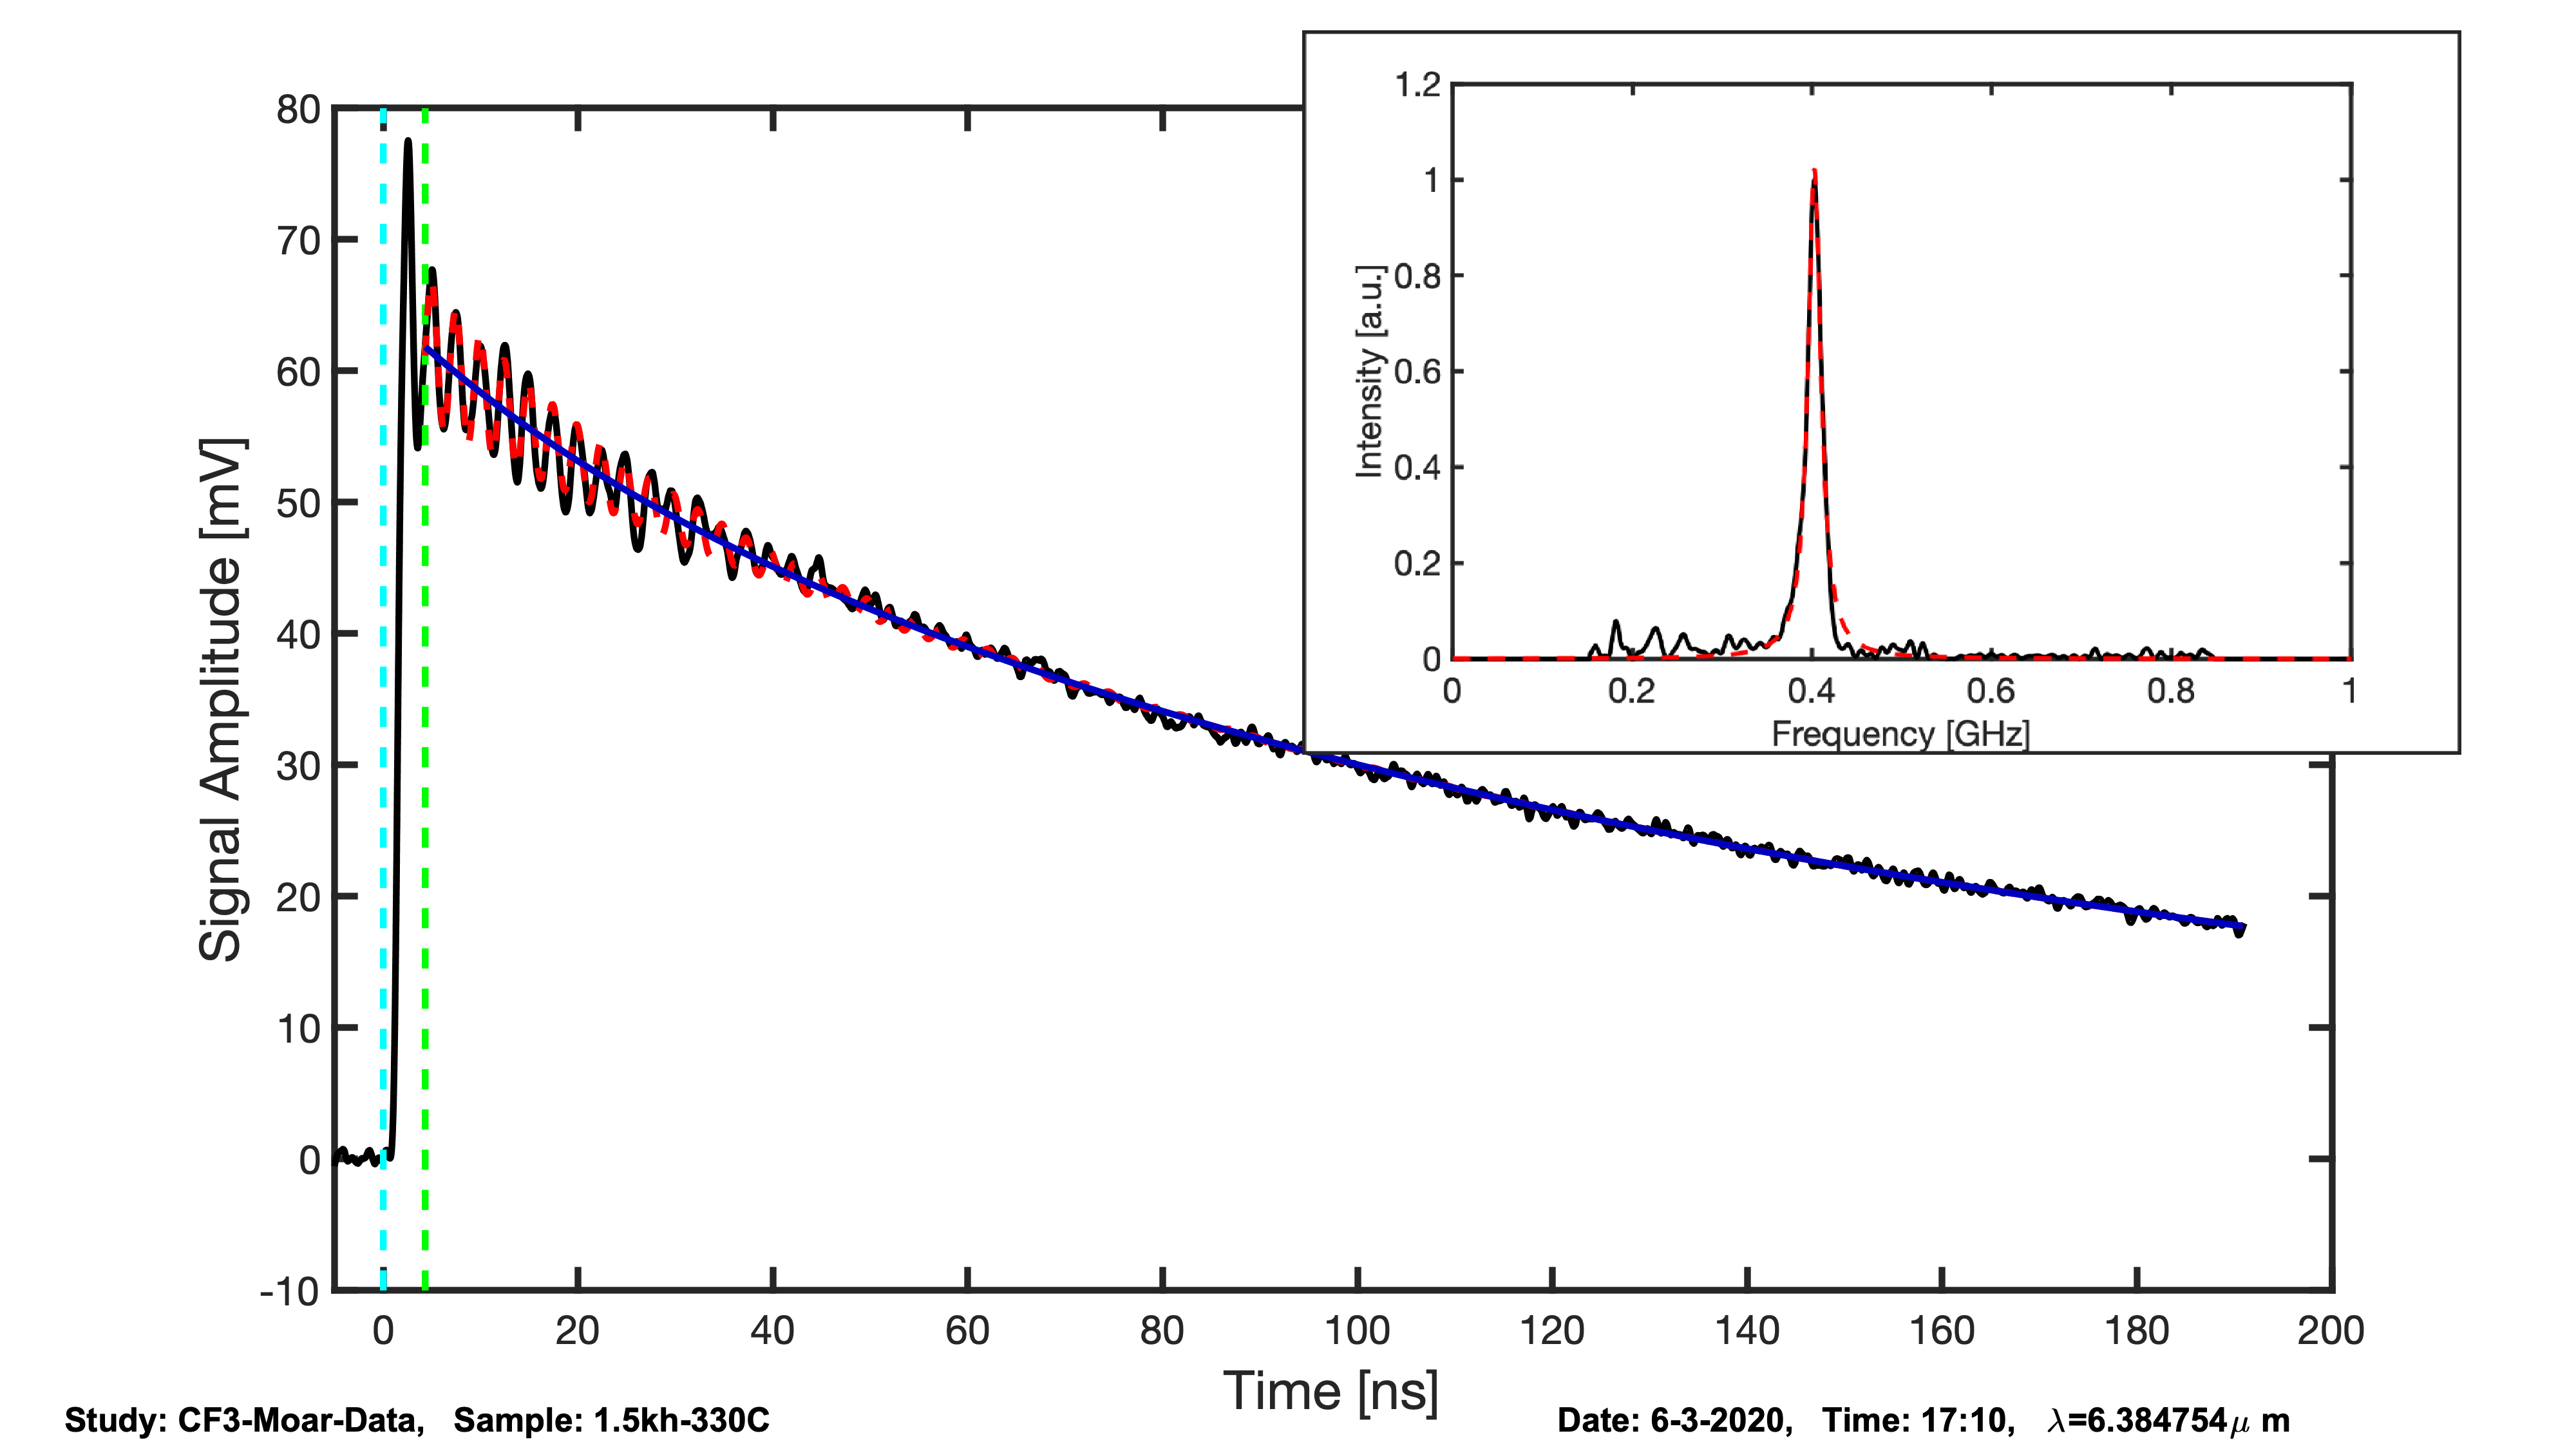 1.2
1
0.8
0.6
0.4
0.2
0
0 0.2 0.4 0.6 0.8 1
Intensity [a.u.]
Frequency [GHz]
80
70
60
50
40
30
20
10
0
-10
Signal Amplitude [mV]
0 20 40 60 80 100 120 140 160 180 200
Time [ns]
Study: CF3-Moar-Data, Sample: 1.5kh-330C
Date: 6-3-2020, Time: 17:10, λ=6.384754μ m